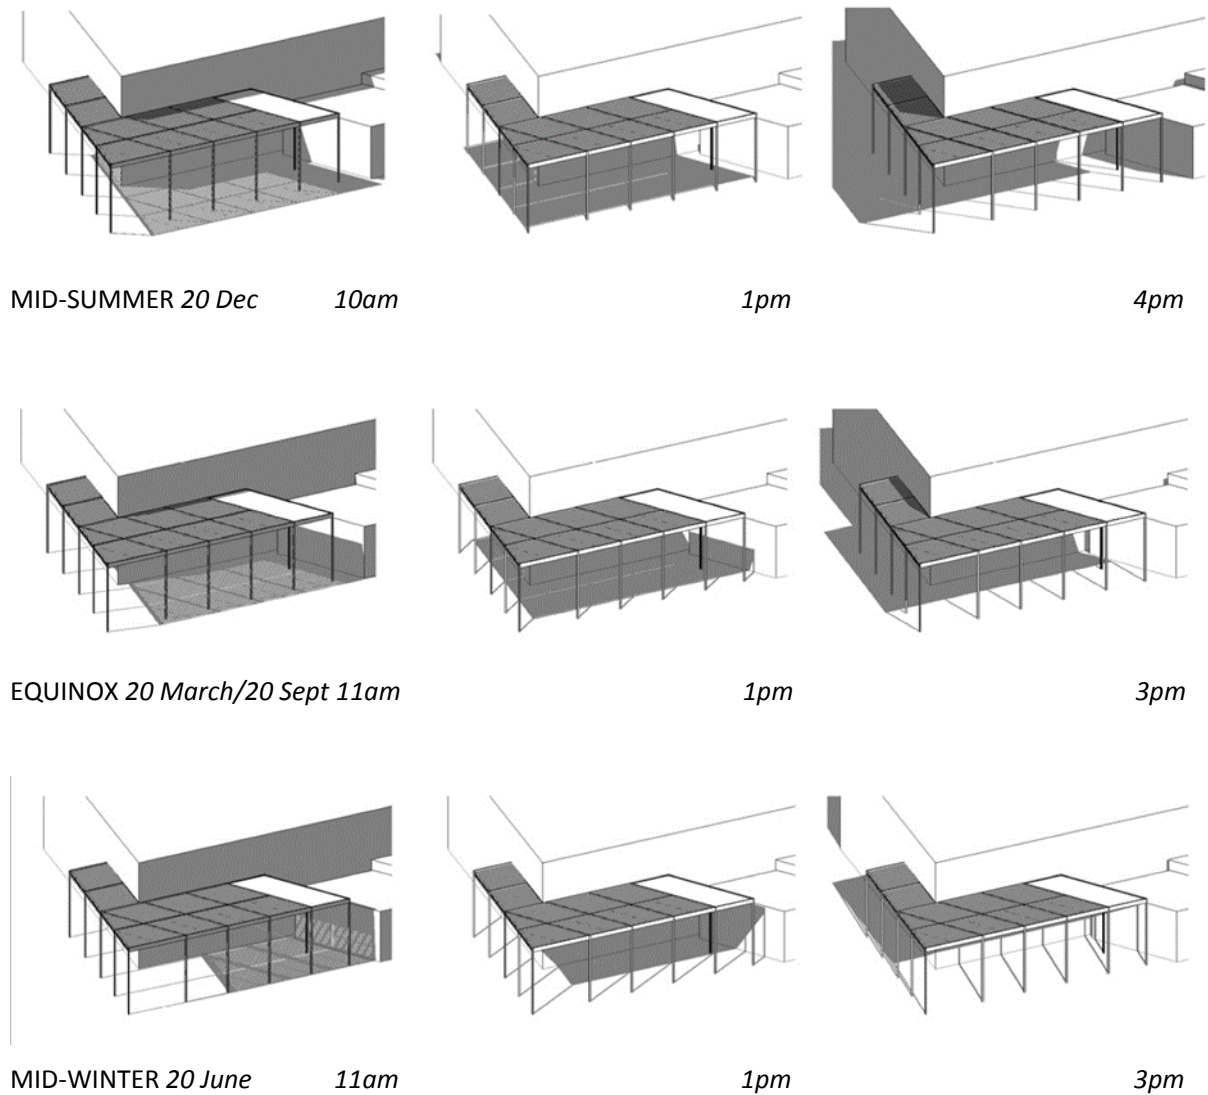 MID-SUMMER 20 Dec 10am 1pm 4pm
EQUINOX 20 March/20 Sept 11am 1pm 3pm
MID-WINTER 20 June 11am 1pm 3pm